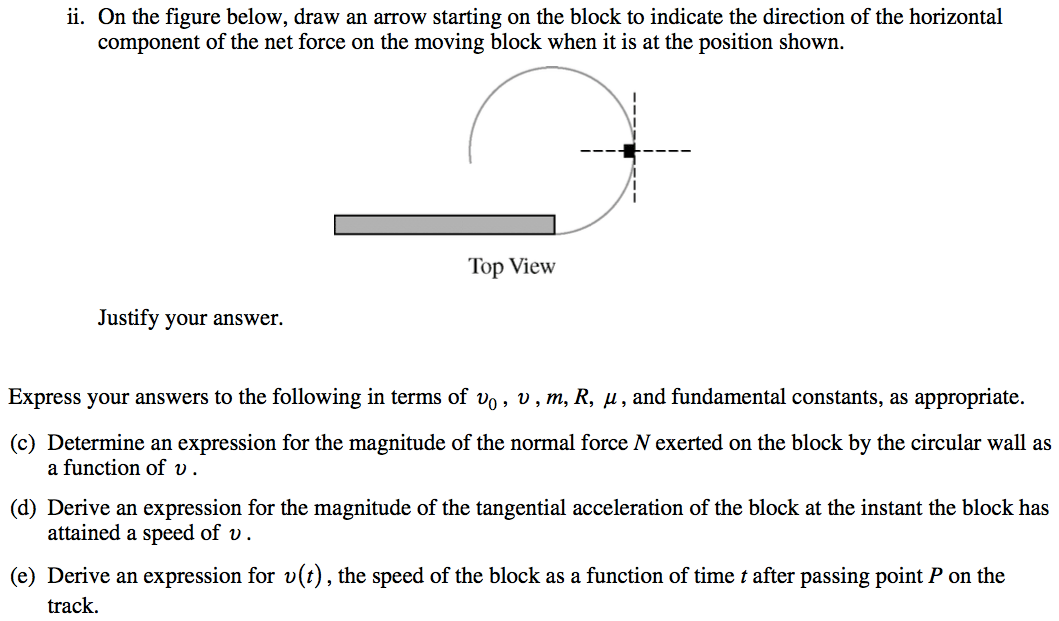 ii. On the figure below, draw an arrow starting on the block to indicate the direction of the horizontal
component of the net force on the moving block when it is at the position shown.
Top View
Justify your answer.
Express your answers to the following in terms of υ₀, υ, m, R, μ, and fundamental constants, as appropriate.
(c) Determine an expression for the magnitude of the normal force N exerted on the block by the circular wall as
a function of υ.
(d) Derive an expression for the magnitude of the tangential acceleration of the block at the instant the block has
attained a speed of υ.
(e) Derive an expression for υ(t), the speed of the block as a function of time t after passing point P on the
track.